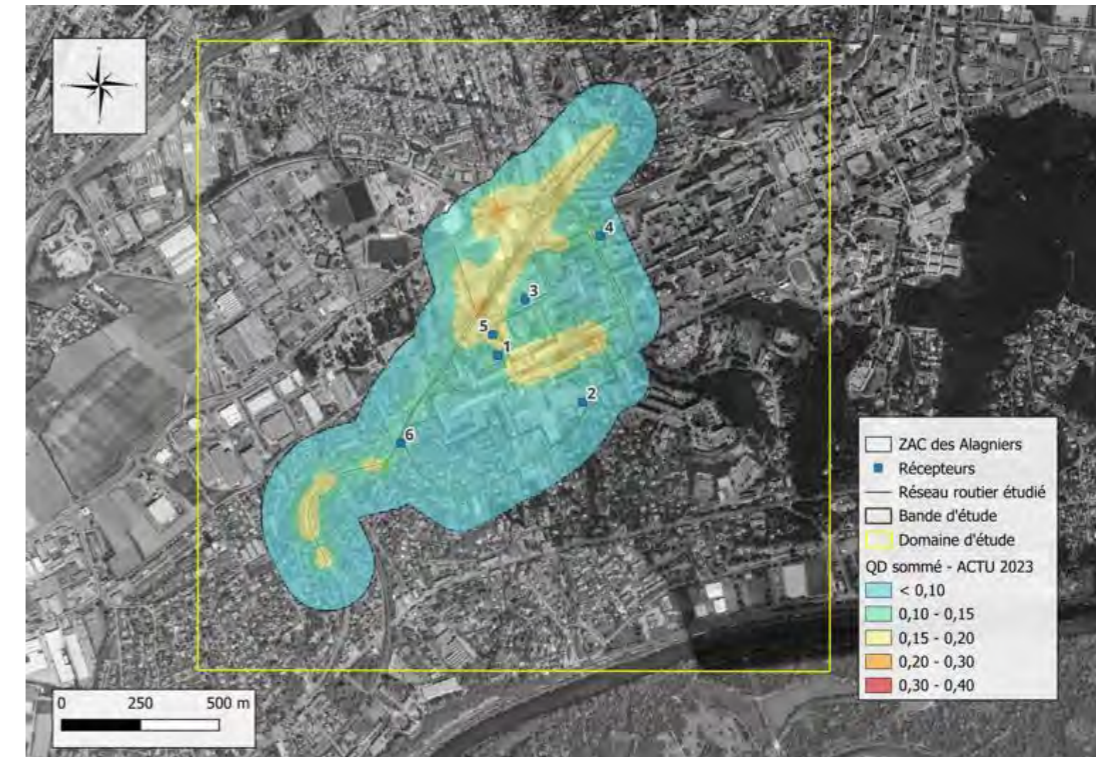 4
3
5
1
2
6
ZAC des Alagniers
Récepteurs
Réseau routier étudié
Bande d'étude
Domaine d'étude
QD sommé - ACTU 2023
< 0,10
0,10 - 0,15
0,15 - 0,20
0,20 - 0,30
0,30 - 0,40
0 250 500 m